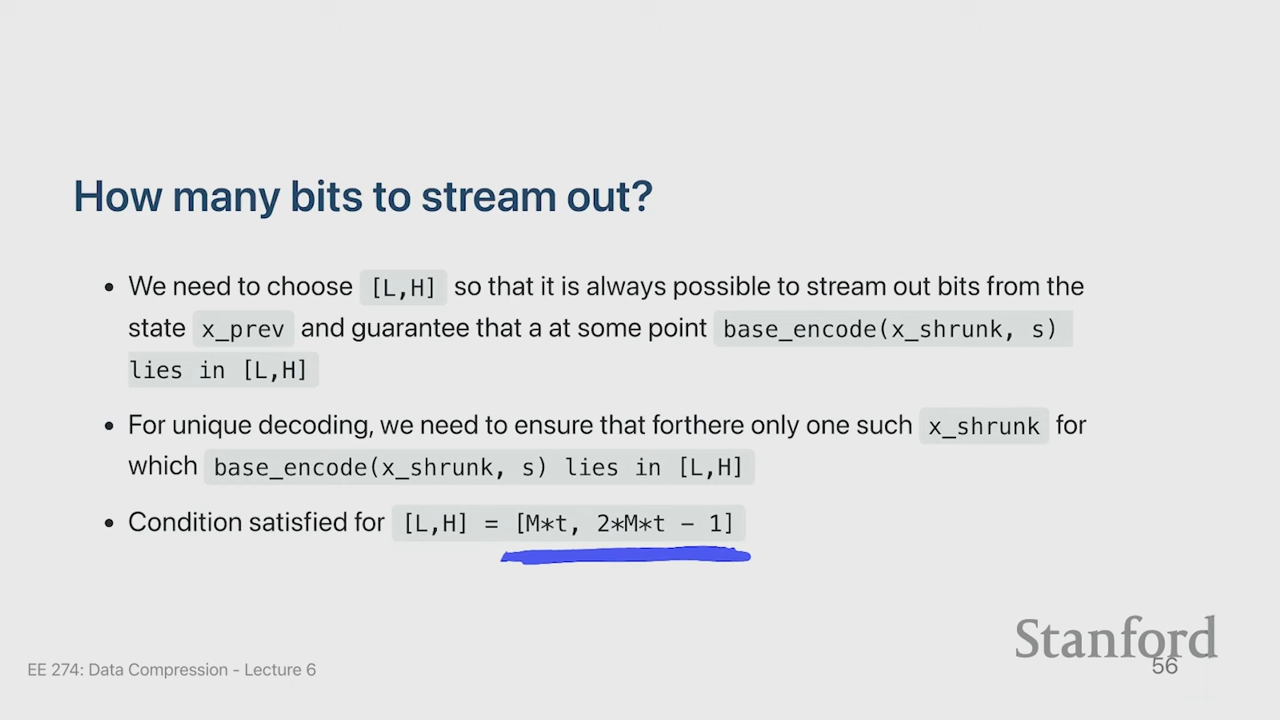 How many bits to stream out?
• We need to choose [L,H] so that it is always possible to stream out bits from the
state x_prev and guarantee that a at some point base_encode(x_shrunk, s)
lies in [L,H]
• For unique decoding, we need to ensure that forthere only one such x_shrunk for
which base_encode(x_shrunk, s) lies in [L,H]
• Condition satisfied for [L,H] = [M*t, 2*M*t - 1]
Stanford
56
EE 274: Data Compression - Lecture 6